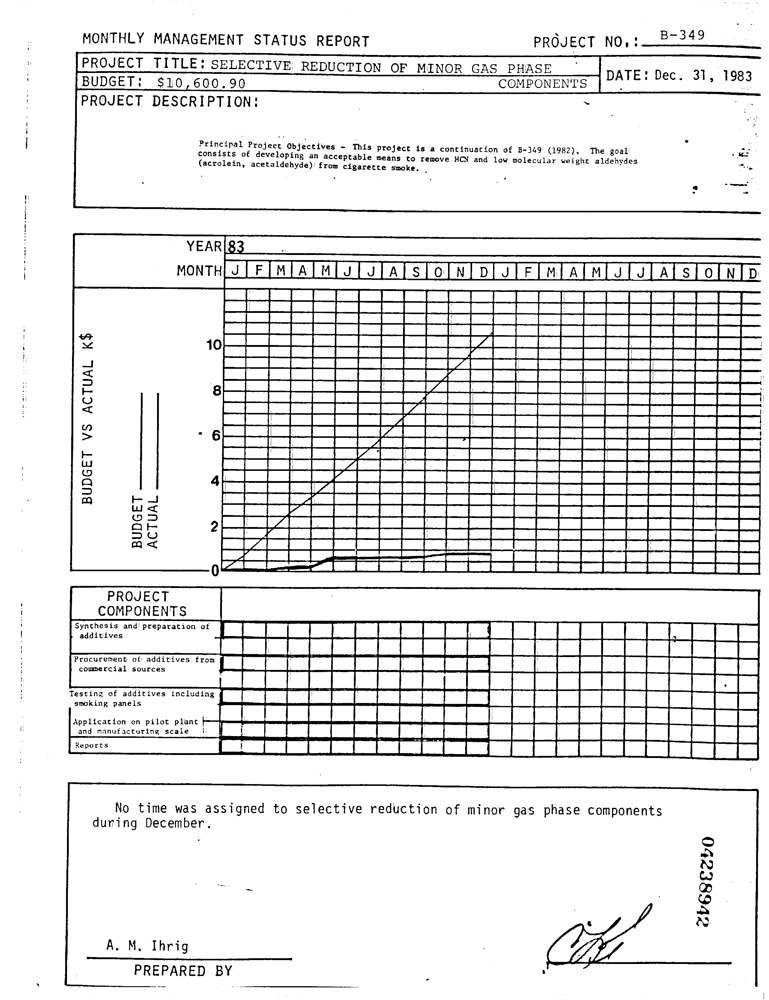 MONTHLY MANAGEMENT STATUS REPORT
PROJECT NO.: B-349
PROJECT TITLE: SELECTIVE REDUCTION OF MINOR GAS PHASE
COMPONENTS
BUDGET: $10,600.90
DATE: Dec. 31, 1983
PROJECT DESCRIPTION:
Principal Project Objectives - This project is a continuation of B-349 (1982). The goal
consists of developing an acceptable means to remove HCN and low molecular weight aldehydes
(acrolein, acetaldehyde) from cigarette smoke.
YEAR 83
MONTH J F M A M J J A S O N D J F M A M J J A S O N D
BUDGET VS ACTUAL K$
BUDGET
ACTUAL
10
8
6
4
2
0
PROJECT
COMPONENTS
Synthesis and preparation of
additives
Procurement of additives from
commercial sources
Testing of additives including
smoking panels
Application on pilot plant
and manufacturing scale
Reports
No time was assigned to selective reduction of minor gas phase components
during December.
04238942
A. M. Ihrig
PREPARED BY